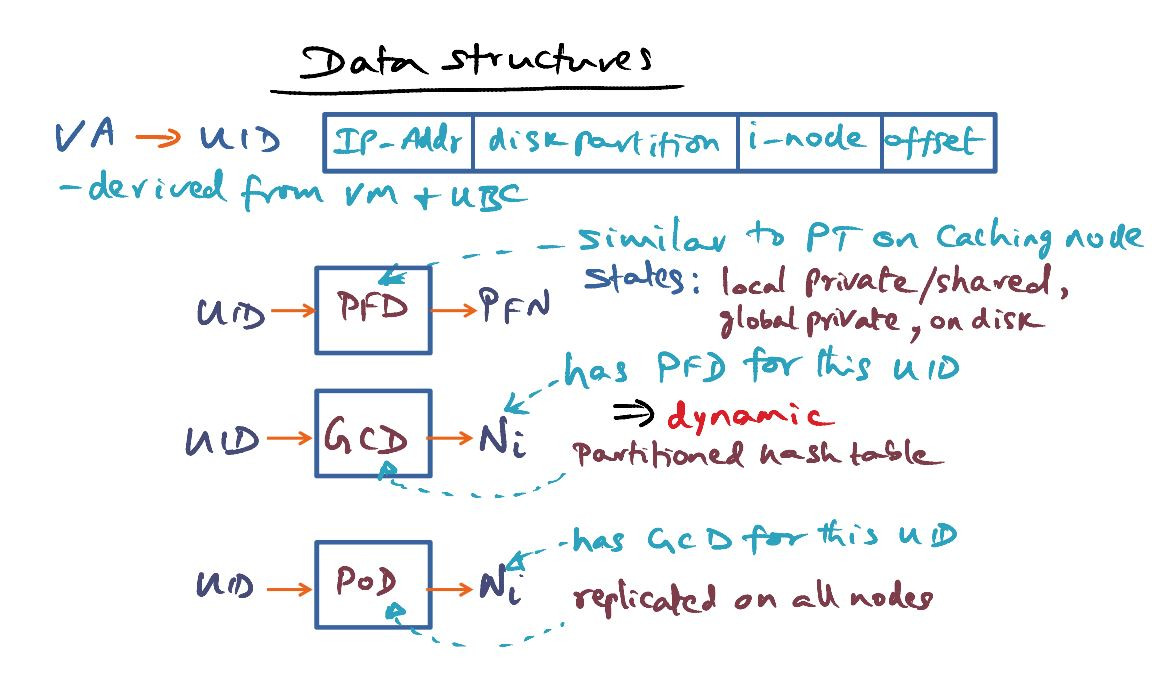 Data structures
VA → UID IP-Addr disk partition i-node offset
- derived from VM + UBC
- similar to PT on Caching node
States: local private/shared,
UID → PFD → PFN
global private, on disk
has PFD for this UID
⇒ dynamic
UID → GCD → Ni
Partitioned hash table
has GCD for this UID
UID → POD → Ni
replicated on all nodes